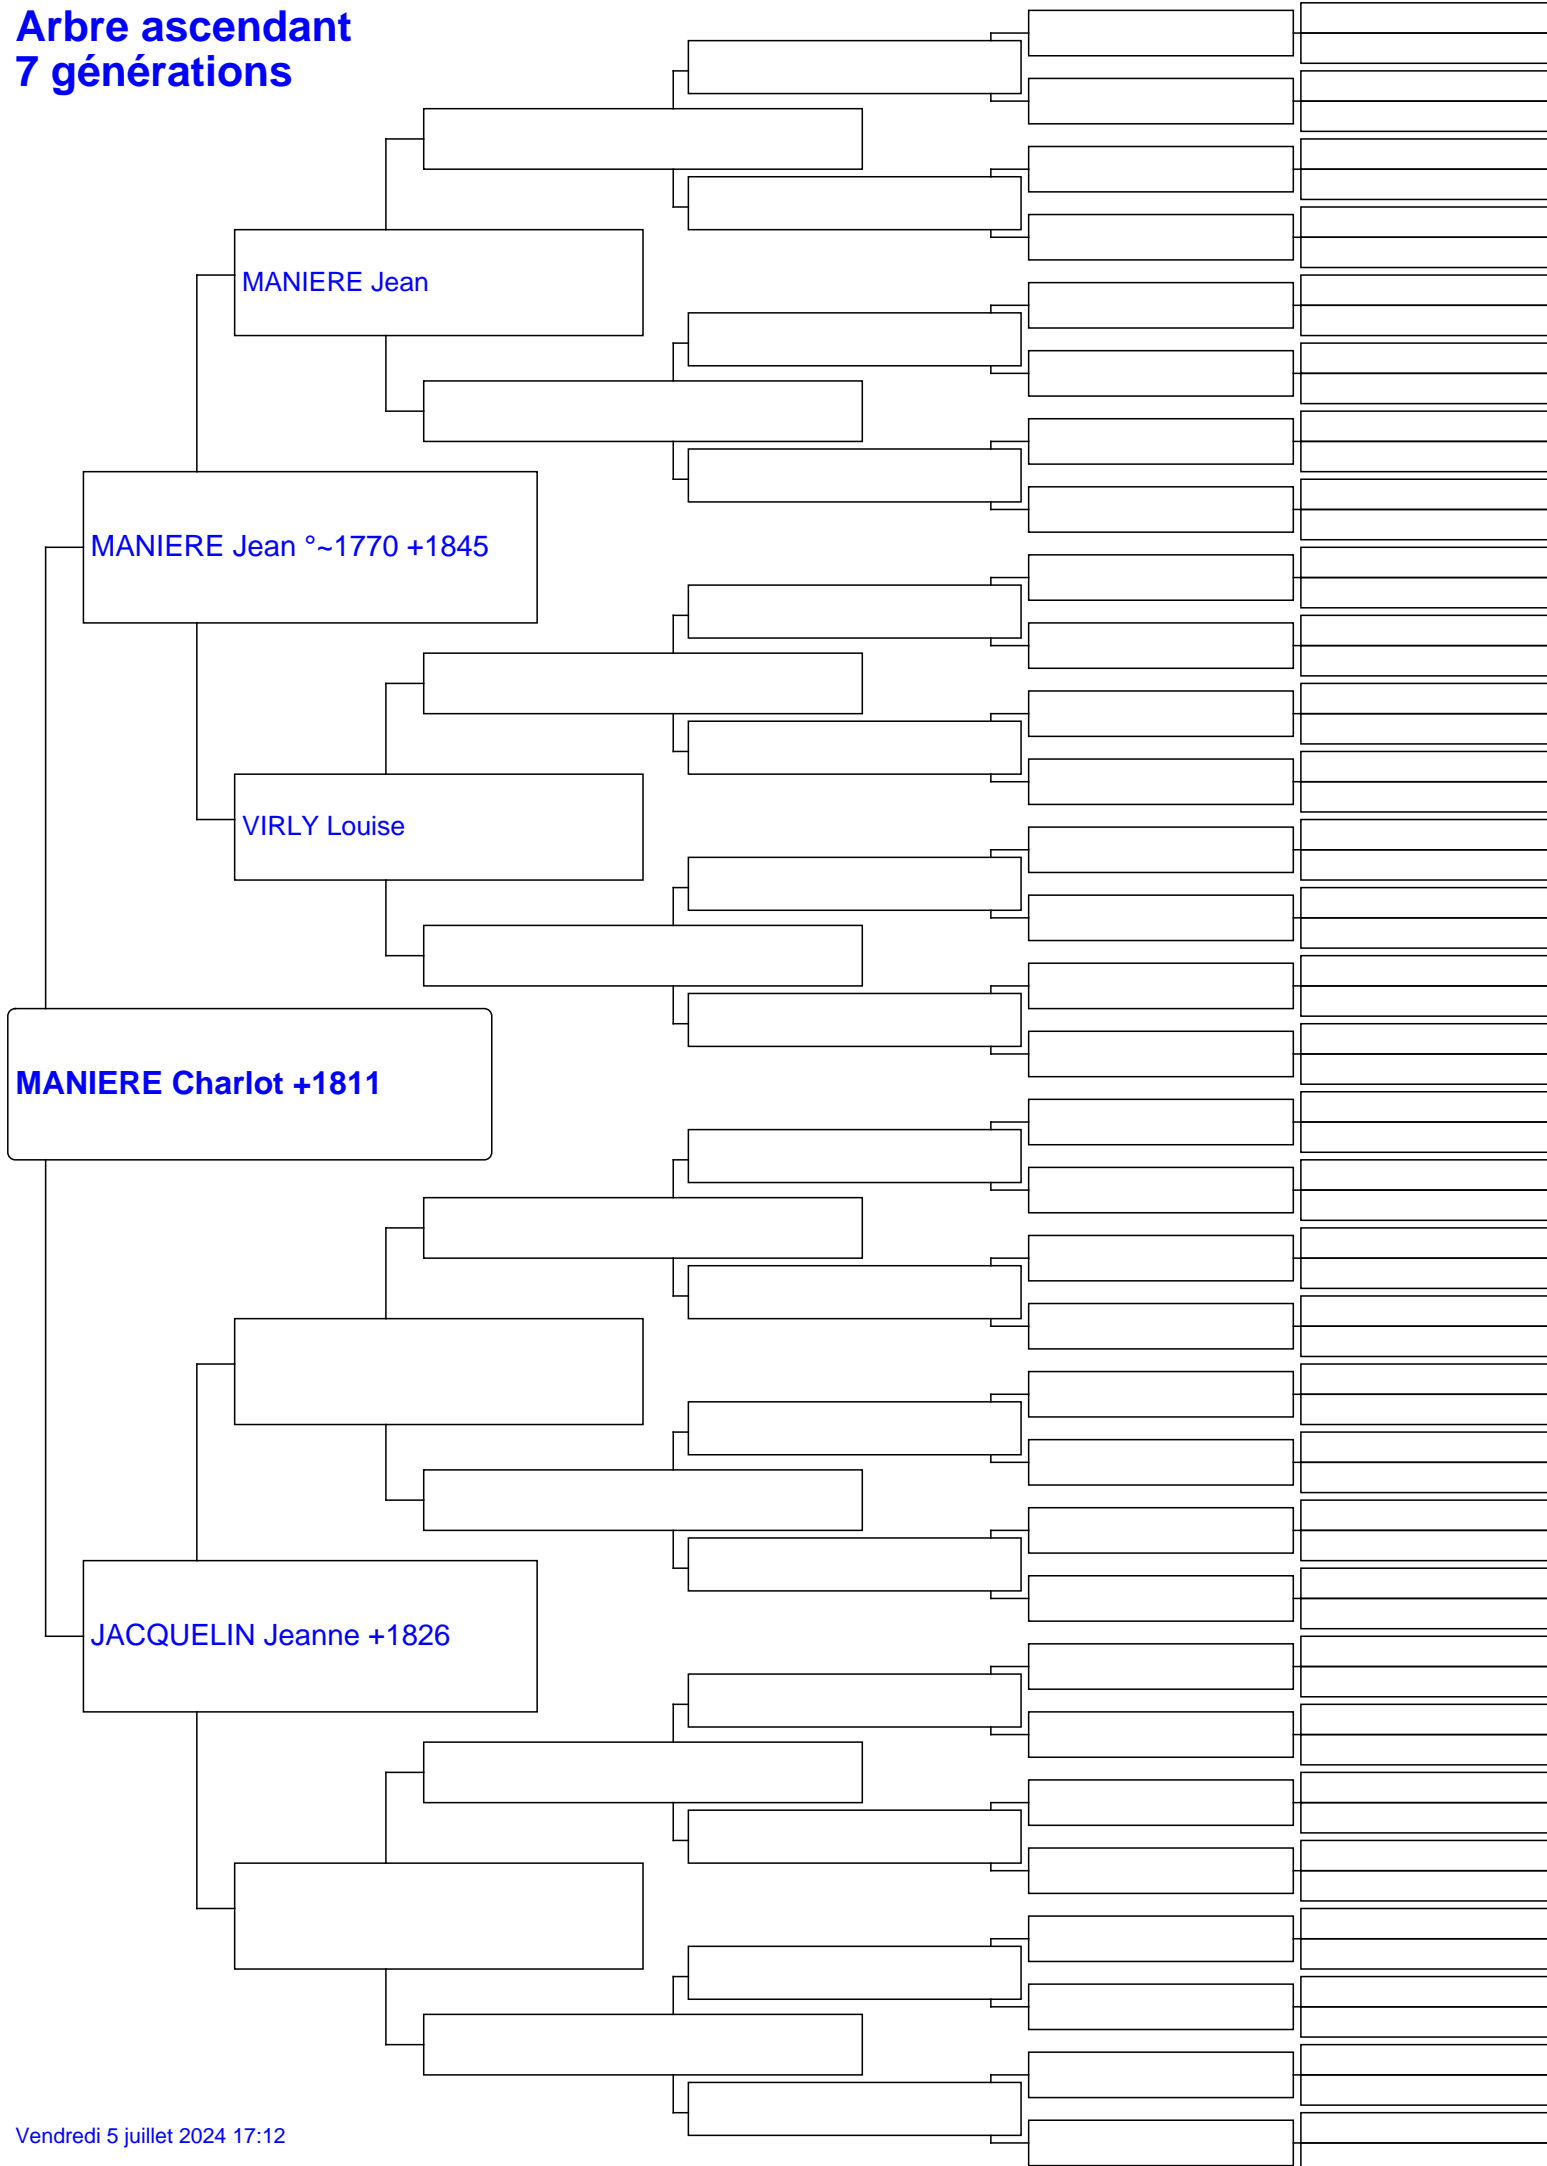 Arbre ascendant
7 générations
MANIERE Jean
MANIERE Jean °~1770 +1845
VIRLY Louise
MANIERE Charlot +1811
JACQUELIN Jeanne +1826
Vendredi 5 juillet 2024 17:12